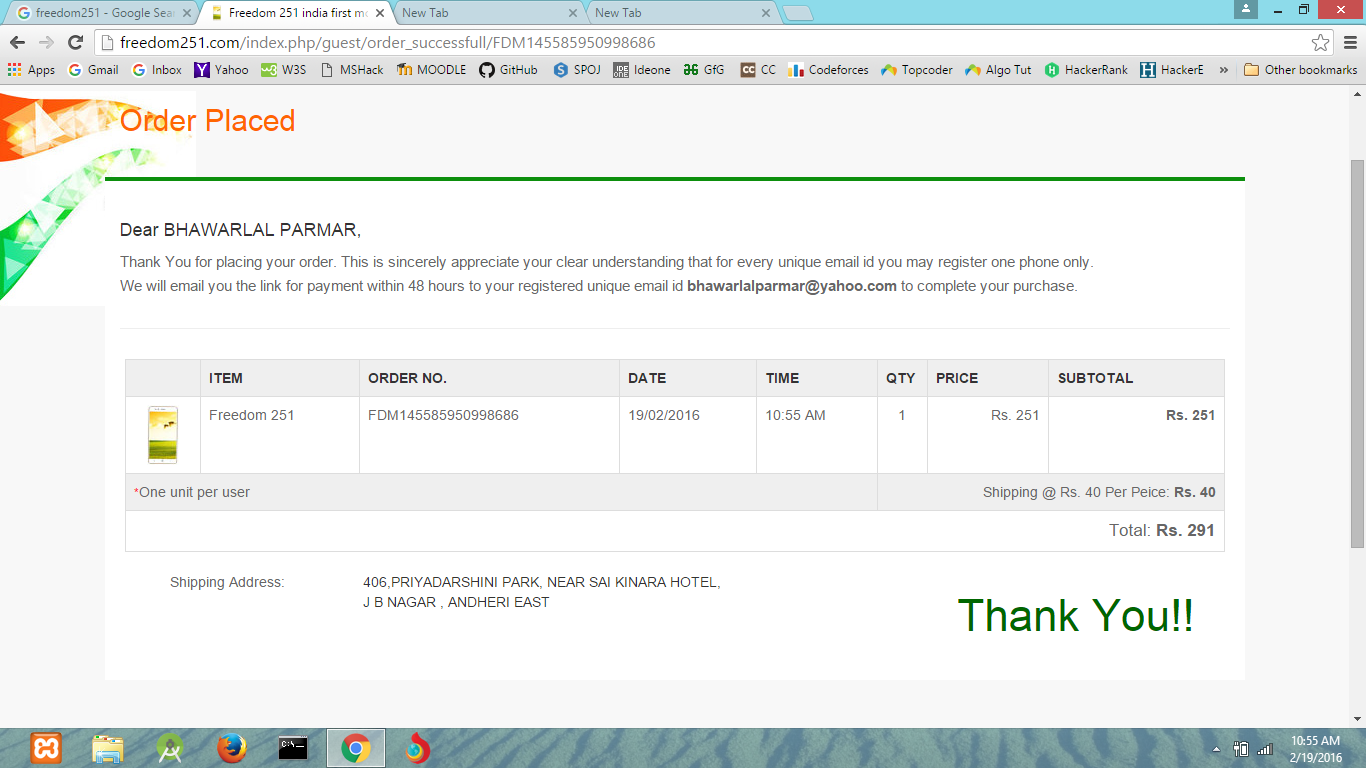 freedom251 - Google Sea
Freedom 251 india first mo
New Tab
New Tab
freedom251.com/index.php/guest/order_successfull/FDM145585950998686
Apps Gmail Inbox Yahoo W3S MSHack MOODLE GitHub SPOJ Ideone GfG CC Codeforces Topcoder Algo Tut HackerRank HackerE » Other bookmarks
Order Placed
Dear BHAWARLAL PARMAR,
Thank You for placing your order. This is sincerely appreciate your clear understanding that for every unique email id you may register one phone only.
We will email you the link for payment within 48 hours to your registered unique email id bhawarlalparmar@yahoo.com to complete your purchase.
ITEM ORDER NO. DATE TIME QTY PRICE SUBTOTAL
Freedom 251 FDM145585950998686 19/02/2016 10:55 AM 1 Rs. 251 Rs. 251
*One unit per user Shipping @ Rs. 40 Per Peice: Rs. 40
Total: Rs. 291
Shipping Address: 406,PRIYADARSHINI PARK, NEAR SAI KINARA HOTEL,
J B NAGAR , ANDHERI EAST
Thank You!!
10:55 AM
2/19/2016